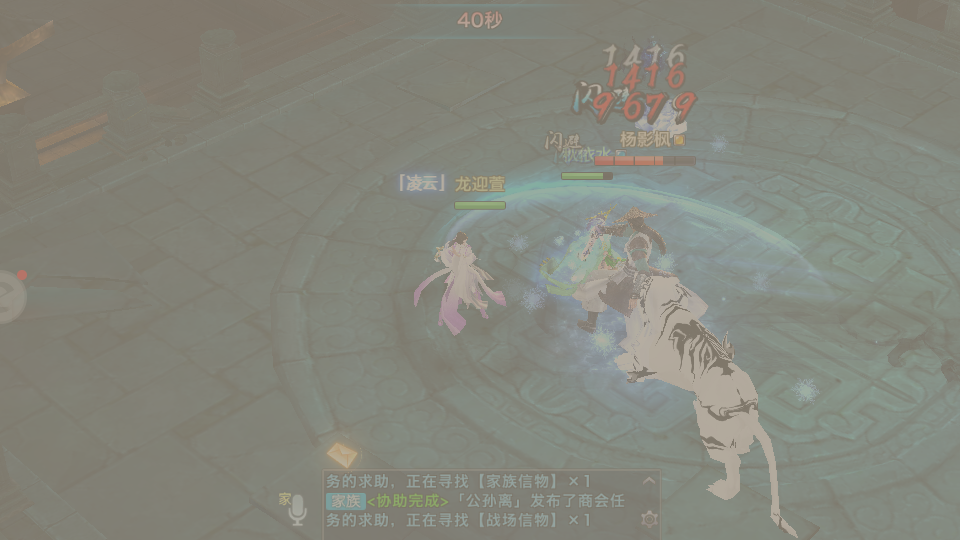 40秒
1416
1416
闪避
9679
闪避
杨影枫
「凌云」 龙迎萱
务的求助，正在寻找【家族信物】×1
家
家族 <协助完成>「公孙离」发布了商会任
务的求助，正在寻找【战场信物】×1